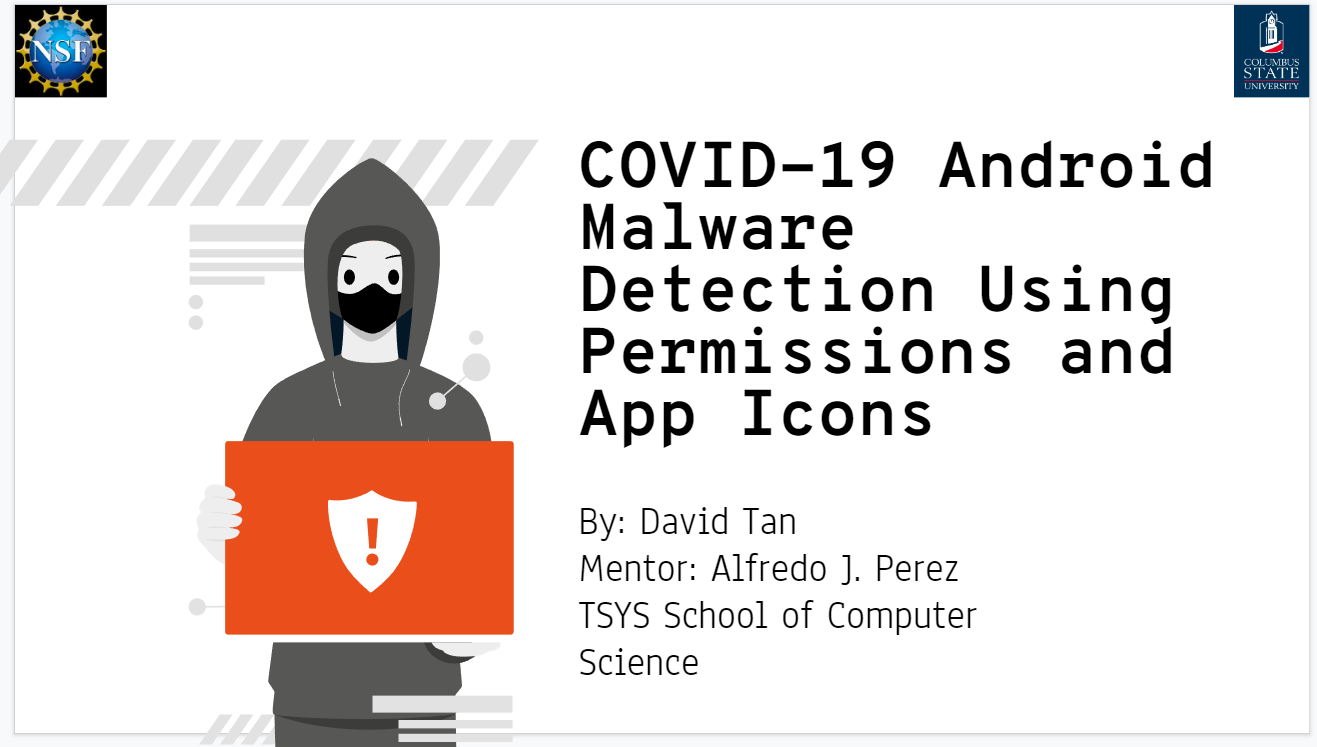 NSF
COLUMBUS
STATE
UNIVERSITY
COVID-19 Android
Malware
Detection Using
Permissions and
App Icons
!
By: David Tan
Mentor: Alfredo J. Perez
TSYS School of Computer
Science